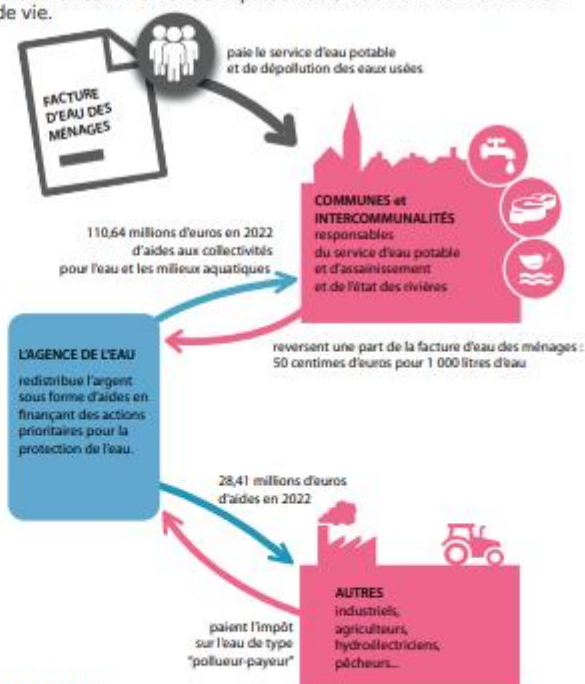 de vie.
paie le service d'eau potable
et de dépollution des eaux usées
FACTURE
D'EAU DES
MÉNAGES
COMMUNES et
INTERCOMMUNALITÉS
responsables
du service d'eau potable
et d'assainissement
et de l'état des rivières
110,64 millions d'euros en 2022
d'aides aux collectivités
pour l'eau et les milieux aquatiques
reversent une part de la facture d'eau des ménages :
50 centimes d'euros pour 1 000 litres d'eau
L'AGENCE DE L'EAU
redistribue l'argent
sous forme d'aides en
finançant des actions
prioritaires pour la
protection de l'eau.
28,41 millions d'euros
d'aides en 2022
paient l'impôt
sur l'eau de type
"pollueur-payeur"
AUTRES
industriels,
agriculteurs,
hydroélectriciens,
pêcheurs...